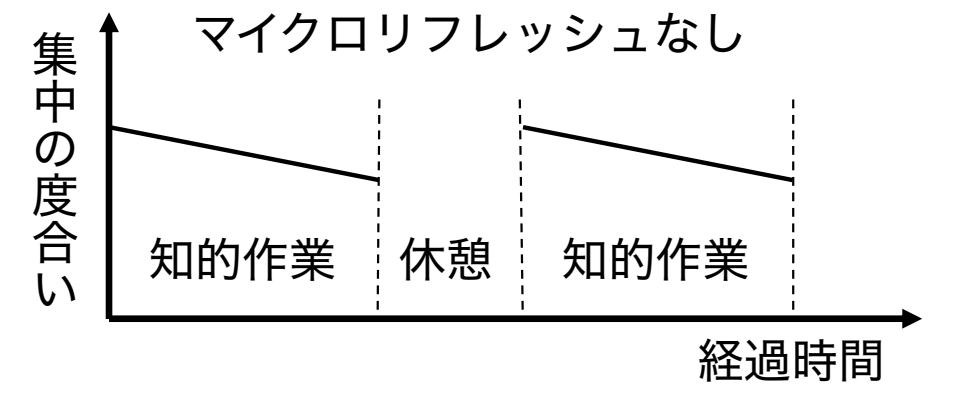 マイクロリフレッシュなし
集中の度合い
知的作業
休憩
知的作業
経過時間